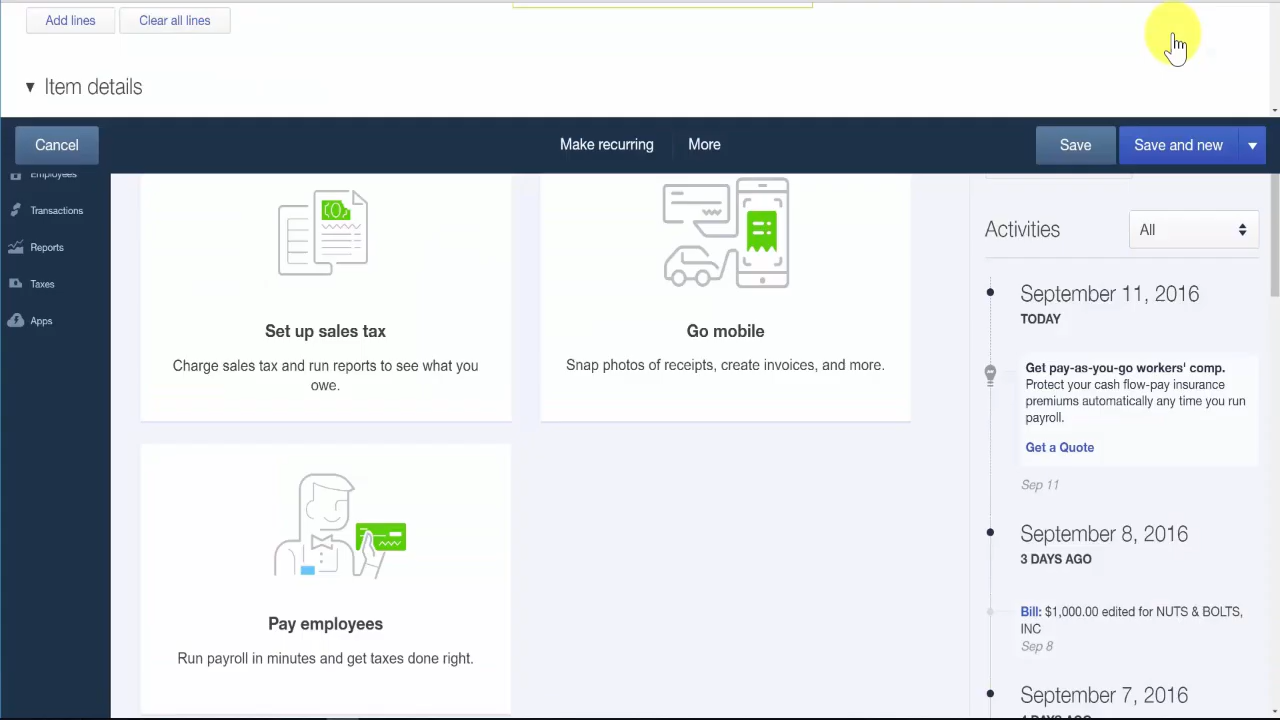 Add lines
Clear all lines
Item details
Cancel
Make recurring
More
Save
Save and new
Employees
Transactions
Reports
Taxes
Apps
Set up sales tax
Charge sales tax and run reports to see what you
owe.
Go mobile
Snap photos of receipts, create invoices, and more.
Pay employees
Run payroll in minutes and get taxes done right.
Activities
All
September 11, 2016
TODAY
Get pay-as-you-go workers' comp.
Protect your cash flow-pay insurance
premiums automatically any time you run
payroll.
Get a Quote
Sep 11
September 8, 2016
3 DAYS AGO
Bill: $1,000.00 edited for NUTS & BOLTS,
INC
Sep 8
September 7, 2016
4 DAYS AGO